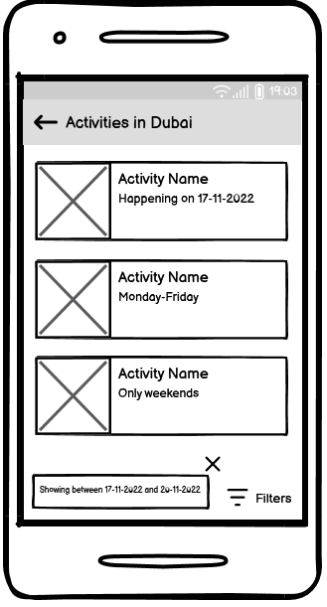 19:03
Activities in Dubai
Activity Name
Happening on 17-11-2022
Activity Name
Monday-Friday
Activity Name
Only weekends
Showing between 17-11-2022 and 20-11-2022
Filters